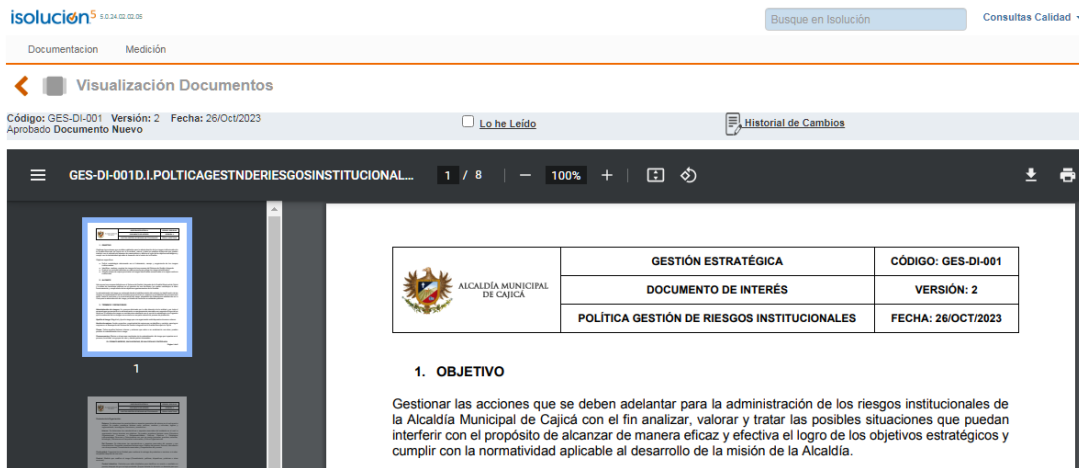 isolución5 5.0.24.02.02.05
Busque en Isolución
Consultas Calidad
Documentacion Medición
Visualización Documentos
Código: GES-DI-001 Versión: 2 Fecha: 26/Oct/2023
Aprobado Documento Nuevo
Lo he Leído
Historial de Cambios
GES-DI-001D.I.POLTICAGESTNDERIESGOSINSTITUCIONAL... 1 / 8 100%
ALCALDÍA MUNICIPAL
DE CAJICÁ
GESTIÓN ESTRATÉGICA CÓDIGO: GES-DI-001
DOCUMENTO DE INTERÉS VERSIÓN: 2
POLÍTICA GESTIÓN DE RIESGOS INSTITUCIONALES FECHA: 26/OCT/2023
1
1. OBJETIVO
Gestionar las acciones que se deben adelantar para la administración de los riesgos institucionales de
la Alcaldía Municipal de Cajicá con el fin analizar, valorar y tratar las posibles situaciones que puedan
interferir con el propósito de alcanzar de manera eficaz y efectiva el logro de los objetivos estratégicos y
cumplir con la normatividad aplicable al desarrollo de la misión de la Alcaldía.